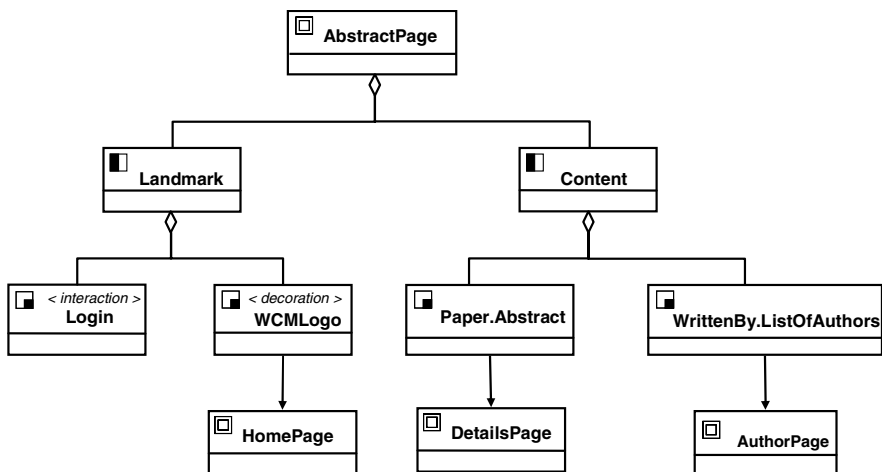 AbstractPage
Landmark
Content
< interaction >
Login
< decoration >
WCMLogo
Paper.Abstract
WrittenBy.ListOfAuthors
HomePage
DetailsPage
AuthorPage